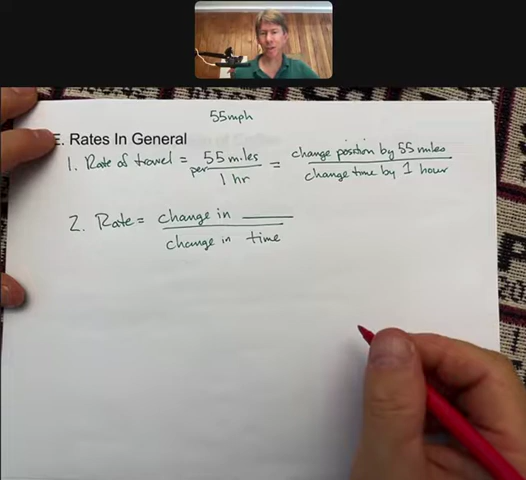 55mph
E. Rates In General
1. Rate of travel = 55 miles / per 1 hr = change position by 55 miles / change time by 1 hour
2. Rate = change in ______ / change in time